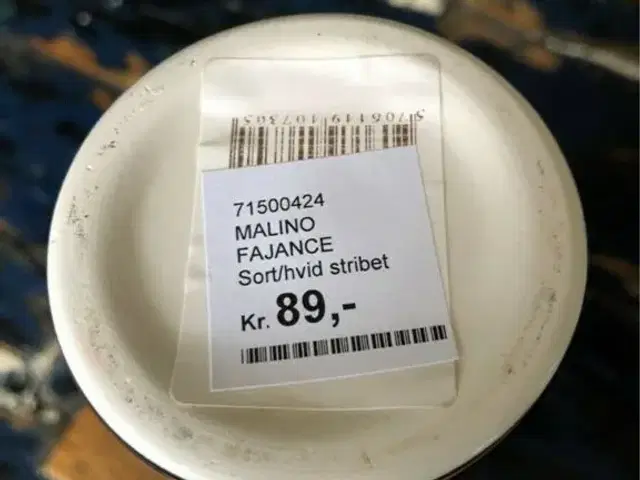 5706119107365
71500424
MALINO
FAJANCE
Sort/hvid stribet
Kr. 89,-